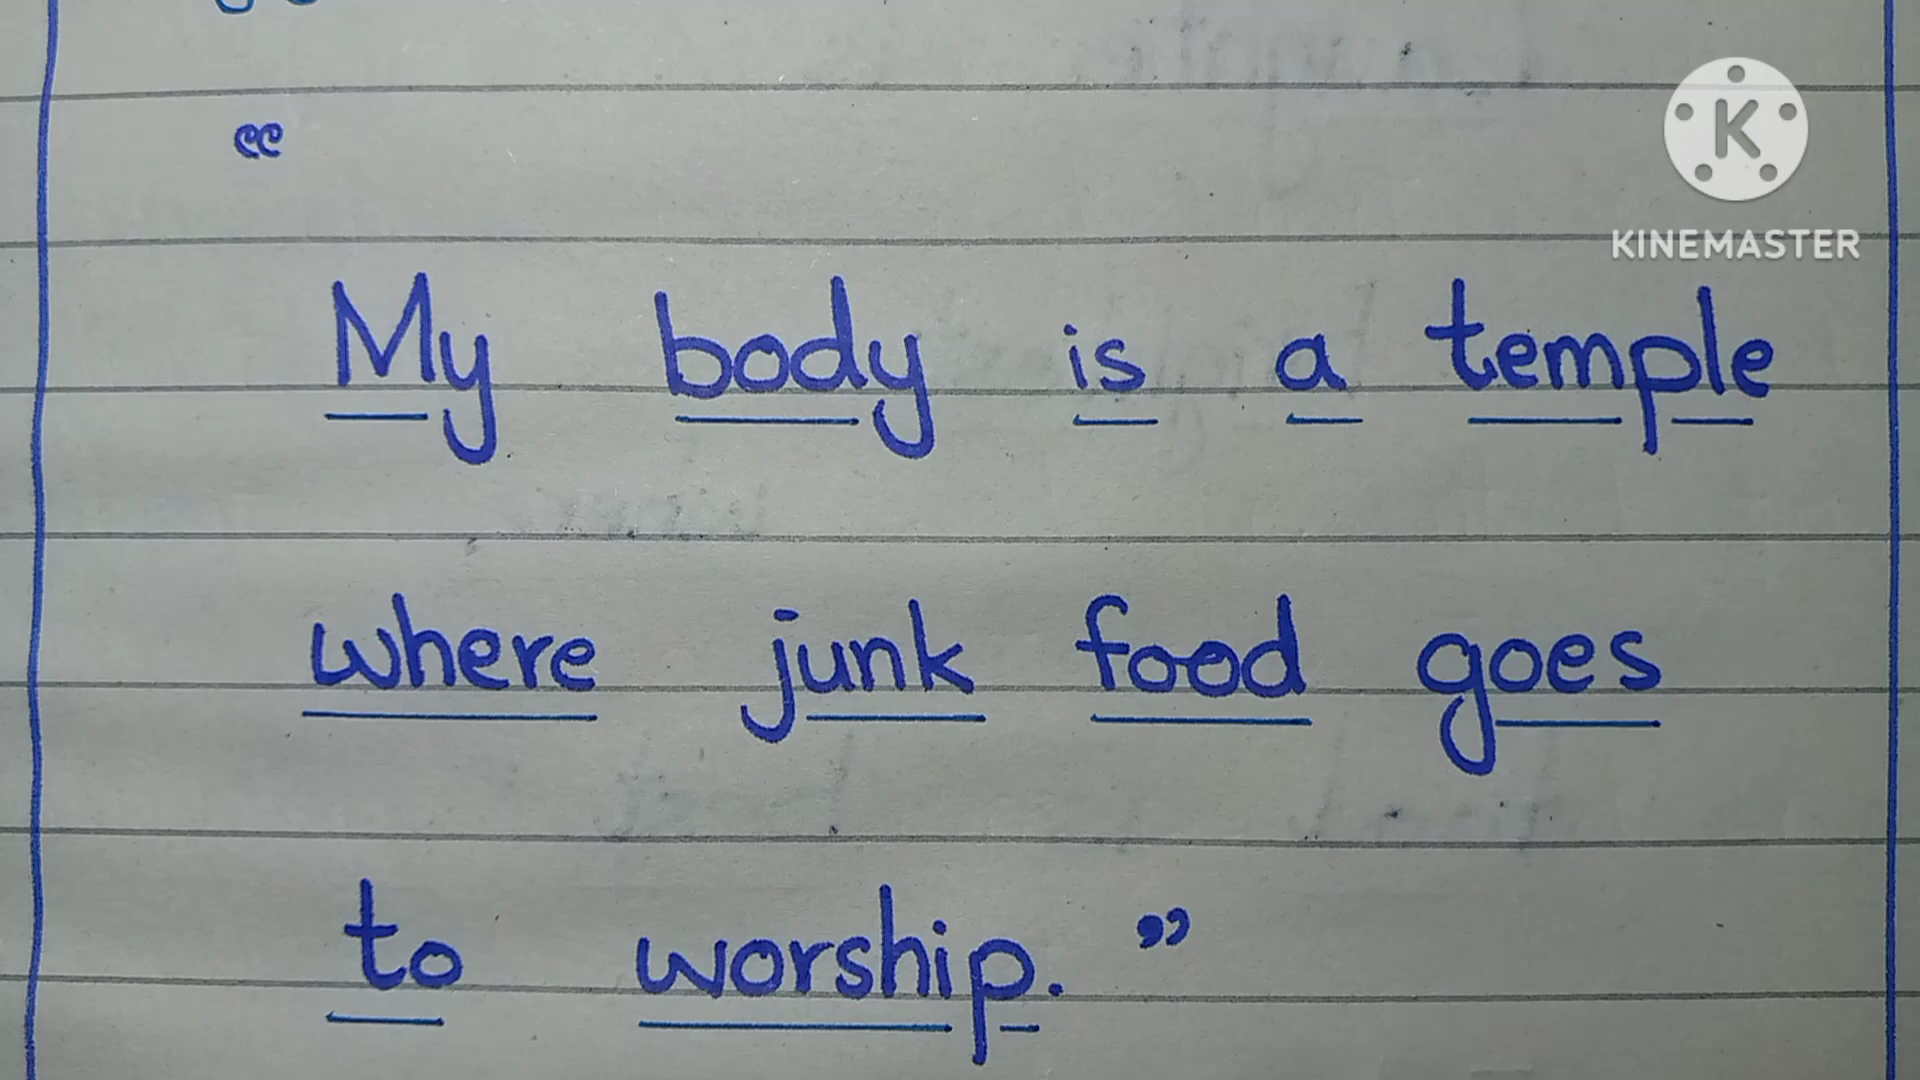 “
My body is a temple
where junk food goes
to worship. ”
KINEMASTER